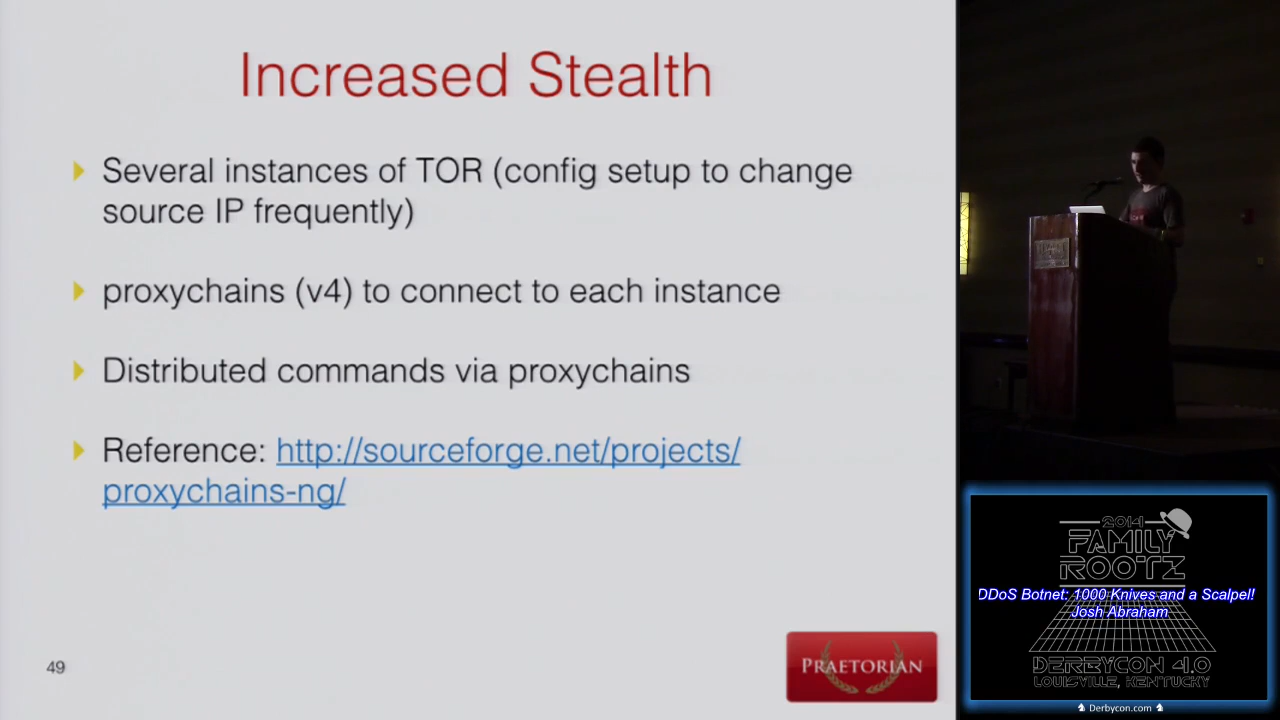 Increased Stealth
Several instances of TOR (config setup to change
source IP frequently)
proxychains (v4) to connect to each instance
Distributed commands via proxychains
Reference: http://sourceforge.net/projects/
proxychains-ng/
49
PRAETORIAN
2014
FAMILY
ROOTZ
DDoS Botnet: 1000 Knives and a Scalpel!
Josh Abraham
DERBYCON 4.0
LOUISVILLE, KENTUCKY
Derbycon.com